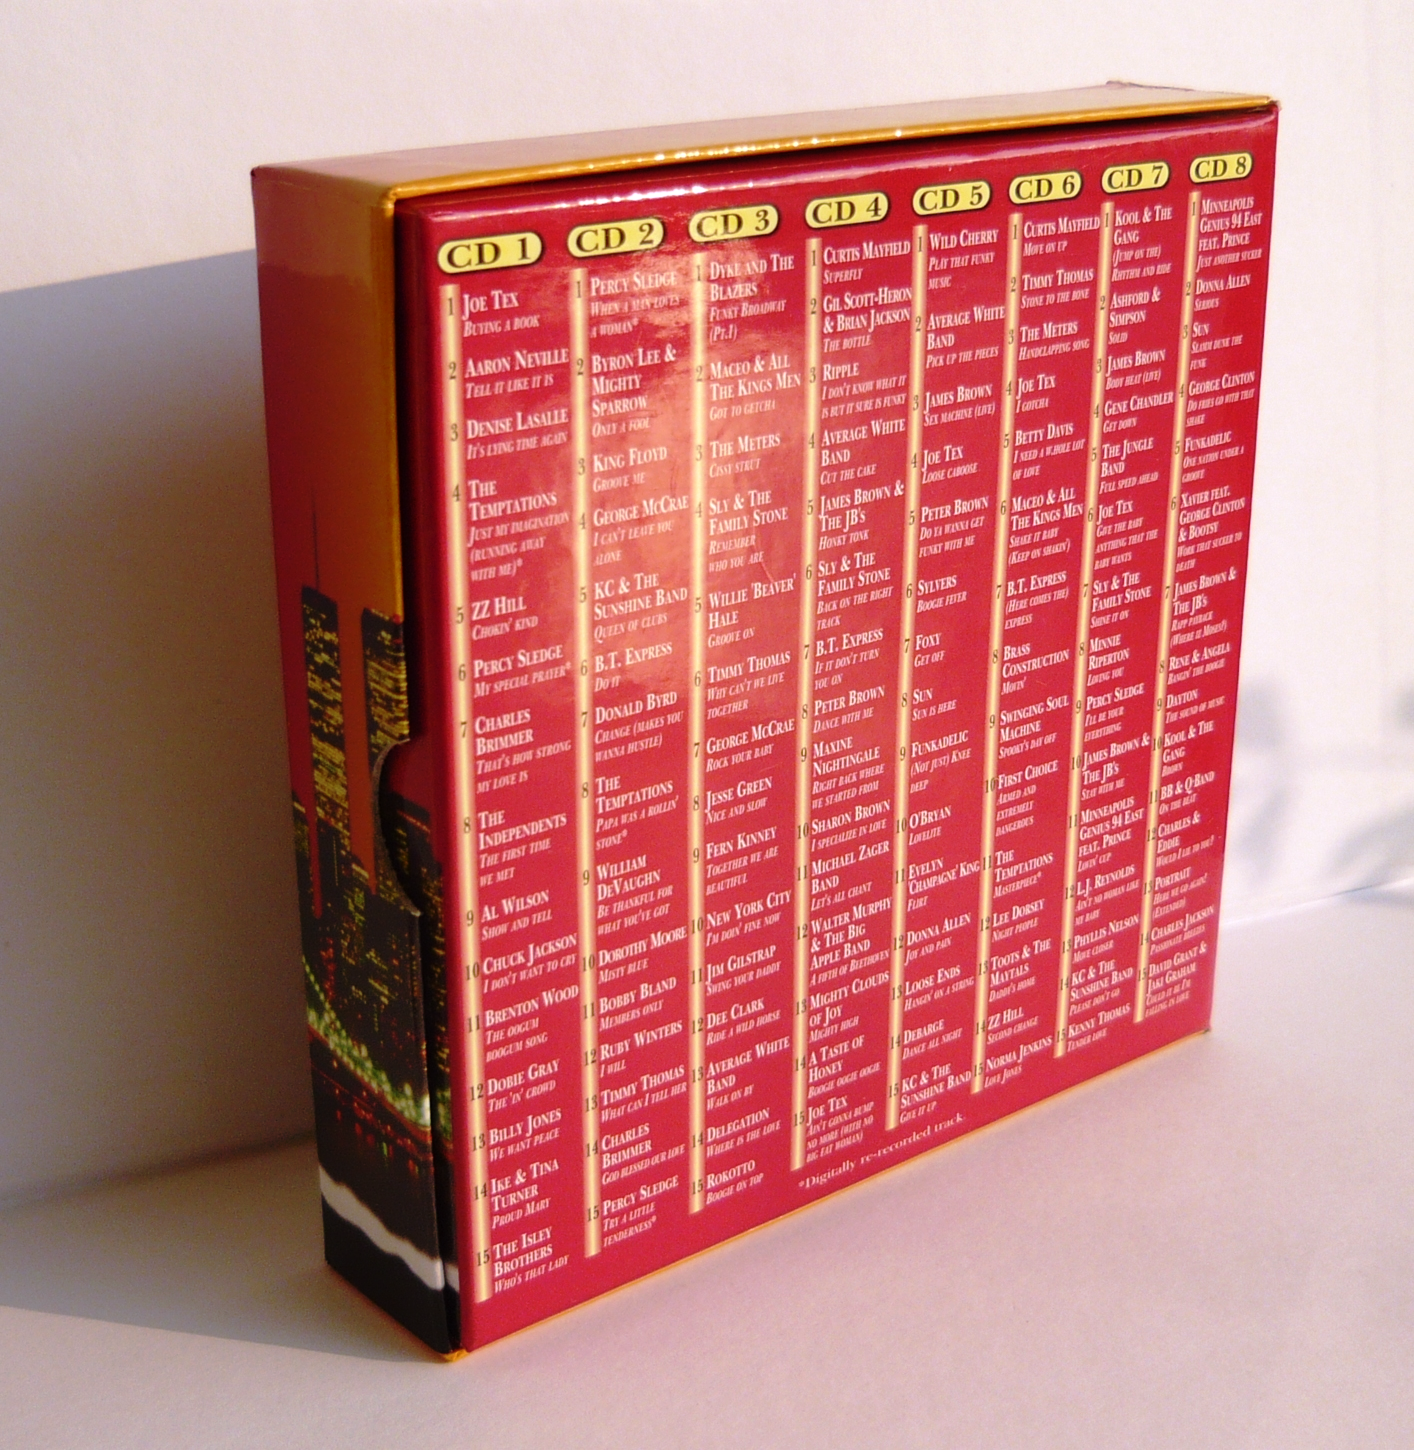 CD 1
1 JOE TEX
BUYING A BOOK
2 AARON NEVILLE
TELL IT LIKE IT IS
3 DENISE LASALLE
IT'S LYING TIME AGAIN
4 THE
TEMPTATIONS
JUST MY IMAGINATION
(RUNNING AWAY
WITH ME)*
5 ZZ HILL
CHOKIN' KIND
6 PERCY SLEDGE
MY SPECIAL PRAYER*
7 CHARLES
BRIMMER
THAT'S HOW STRONG
MY LOVE IS
8 THE
INDEPENDENTS
THE FIRST TIME
WE MET
9 AL WILSON
SHOW AND TELL
10 CHUCK JACKSON
I DON'T WANT TO CRY
11 BRENTON WOOD
THE OOGUM
BOOGUM SONG
12 DOBIE GRAY
THE 'IN' CROWD
13 BILLY JONES
WE WANT PEACE
14 IKE & TINA
TURNER
PROUD MARY
15 THE ISLEY
BROTHERS
WHO'S THAT LADY
CD 2
1 PERCY SLEDGE
WHEN A MAN LOVES
A WOMAN*
2 BYRON LEE &
MIGHTY
SPARROW
ONLY A FOOL
3 KING FLOYD
GROOVE ME
4 GEORGE MCCRAE
I CAN'T LEAVE YOU
ALONE
5 KC & THE
SUNSHINE BAND
QUEEN OF CLUBS
6 B.T. EXPRESS
DO IT
7 DONALD BYRD
CHANGE (MAKES YOU
WANNA HUSTLE)
8 THE
TEMPTATIONS
PAPA WAS A ROLLIN'
STONE*
9 WILLIAM
DEVAUGHN
BE THANKFUL FOR
WHAT YOU'VE GOT
10 DOROTHY MOORE
MISTY BLUE
11 BOBBY BLAND
MEMBERS ONLY
12 RUBY WINTERS
I WILL
13 TIMMY THOMAS
WHAT CAN I TELL HER
14 CHARLES
BRIMMER
GOD BLESSED OUR LOVE
15 PERCY SLEDGE
TRY A LITTLE
TENDERNESS*
CD 3
1 DYKE AND THE
BLAZERS
FUNKY BROADWAY
(PT.1)
2 MACEO & ALL
THE KINGS MEN
GOT TO GETCHA
3 THE METERS
CISSY STRUT
4 SLY & THE
FAMILY STONE
REMEMBER
WHO YOU ARE
5 WILLIE 'BEAVER'
HALE
GROOVE ON
6 TIMMY THOMAS
WHY CAN'T WE LIVE
TOGETHER
7 GEORGE MCCRAE
ROCK YOUR BABY
8 JESSE GREEN
NICE AND SLOW
9 FERN KINNEY
TOGETHER WE ARE
BEAUTIFUL
10 NEW YORK CITY
I'M DOIN' FINE NOW
11 JIM GILSTRAP
SWING YOUR DADDY
12 DEE CLARK
RIDE A WILD HORSE
13 AVERAGE WHITE
BAND
WALK ON BY
14 DELEGATION
WHERE IS THE LOVE
15 ROKOTTO
BOOGIE ON TOP
CD 4
1 CURTIS MAYFIELD
SUPERFLY
2 GIL SCOTT-HERON
& BRIAN JACKSON
THE BOTTLE
3 RIPPLE
I DON'T KNOW WHAT IT
IS BUT IT SURE IS FUNKY
4 AVERAGE WHITE
BAND
CUT THE CAKE
5 JAMES BROWN &
THE JB'S
HONKY TONK
6 SLY & THE
FAMILY STONE
BACK ON THE RIGHT
TRACK
7 B.T. EXPRESS
IF IT DON'T TURN
YOU ON
8 PETER BROWN
DANCE WITH ME
9 MAXINE
NIGHTINGALE
RIGHT BACK WHERE
WE STARTED FROM
10 SHARON BROWN
I SPECIALIZE IN LOVE
11 MICHAEL ZAGER
BAND
LET'S ALL CHANT
12 WALTER MURPHY
& THE BIG
APPLE BAND
A FIFTH OF BEETHOVEN
13 MIGHTY CLOUDS
OF JOY
MIGHTY HIGH
14 A TASTE OF
HONEY
BOOGIE OOGIE OOGIE
15 JOE TEX
AIN'T GONNA BUMP
NO MORE (WITH NO
BIG FAT WOMAN)
CD 5
1 WILD CHERRY
PLAY THAT FUNKY
MUSIC
2 AVERAGE WHITE
BAND
PICK UP THE PIECES
3 JAMES BROWN
SEX MACHINE (LIVE)
4 JOE TEX
LOOSE CABOOSE
5 PETER BROWN
DO YA WANNA GET
FUNKY WITH ME
6 SYLVERS
BOOGIE FEVER
7 FOXY
GET OFF
8 SUN
SUN IS HERE
9 FUNKADELIC
(NOT JUST) KNEE
DEEP
10 O'BRYAN
LOVELITE
11 EVELYN
'CHAMPAGNE' KING
FLIRT
12 DONNA ALLEN
JOY AND PAIN
13 LOOSE ENDS
HANGIN' ON A STRING
14 DEBARGE
DANCE ALL NIGHT
15 KC & THE
SUNSHINE BAND
GIVE IT UP
CD 6
1 CURTIS MAYFIELD
MOVE ON UP
2 TIMMY THOMAS
STONE TO THE BONE
3 THE METERS
HANDCLAPPING SONG
4 JOE TEX
I GOTCHA
5 BETTY DAVIS
I NEED A WHOLE LOT
OF LOVE
6 MACEO & ALL
THE KINGS MEN
SHAKE IT BABY
(KEEP ON SHAKIN')
7 B.T. EXPRESS
(HERE COMES THE)
EXPRESS
8 BRASS
CONSTRUCTION
MOVIN'
9 SWINGING SOUL
MACHINE
SPOOKY'S DAY OFF
10 FIRST CHOICE
ARMED AND
EXTREMELY
DANGEROUS
11 THE
TEMPTATIONS
MASTERPIECE*
12 LEE DORSEY
NIGHT PEOPLE
13 TOOTS & THE
MAYTALS
DADDY'S HOME
14 ZZ HILL
SECOND CHANCE
15 NORMA JENKINS
LOVE JONES
CD 7
1 KOOL & THE
GANG
(JUMP ON THE)
RHYTHM AND RIDE
2 ASHFORD &
SIMPSON
SOLID
3 JAMES BROWN
BODY HEAT (LIVE)
4 GENE CHANDLER
GET DOWN
5 THE JUNGLE
BAND
FULL SPEED AHEAD
6 JOE TEX
GIVE THE BABY
ANYTHING THAT THE
BABY WANTS
7 SLY & THE
FAMILY STONE
SHINE IT ON
8 MINNIE
RIPERTON
LOVING YOU
9 PERCY SLEDGE
I'LL BE YOUR
EVERYTHING
10 JAMES BROWN &
THE JB'S
STAY WITH ME
11 MINNEAPOLIS
GENIUS 94 EAST
FEAT. PRINCE
LOVIN' CUP
12 L.J. REYNOLDS
AIN'T NO WOMAN LIKE
MY BABE
13 PHYLLIS NELSON
MOVE CLOSER
14 KC & THE
SUNSHINE BAND
PLEASE DON'T GO
15 KENNY THOMAS
TENDER LOVE
CD 8
1 MINNEAPOLIS
GENIUS 94 EAST
FEAT. PRINCE
JUST ANOTHER SUCKER
2 DONNA ALLEN
SERIOUS
3 SUN
SLAMM DUNK THE
FUNK
4 GEORGE CLINTON
DO FRIES GO WITH THAT
SHAKE
5 FUNKADELIC
ONE NATION UNDER A
GROOVE
6 XAVIER FEAT.
GEORGE CLINTON
& BOOTSY
WORK THAT SUCKER TO
DEATH
7 JAMES BROWN &
THE JB'S
RAPP PAYBACK
(WHERE IZ MOSES?)
8 RENE & ANGELA
BANGIN' THE BOOGIE
9 DAYTON
THE SOUND OF MUSIC
10 KOOL & THE
GANG
11 BB & Q-BAND
ON THE BEAT
12 CHARLES &
EDDIE
WOULD I LIE TO YOU?
13 PORTRAIT
HERE WE GO AGAIN!
(EXTENDED)
14 CHARLES JACKSON
PASSIONATE BREEZES
15 DAVID GRANT &
JAKI GRAHAM
COULD IT BE I'M
FALLING IN LOVE
*Digitally re-recorded track.